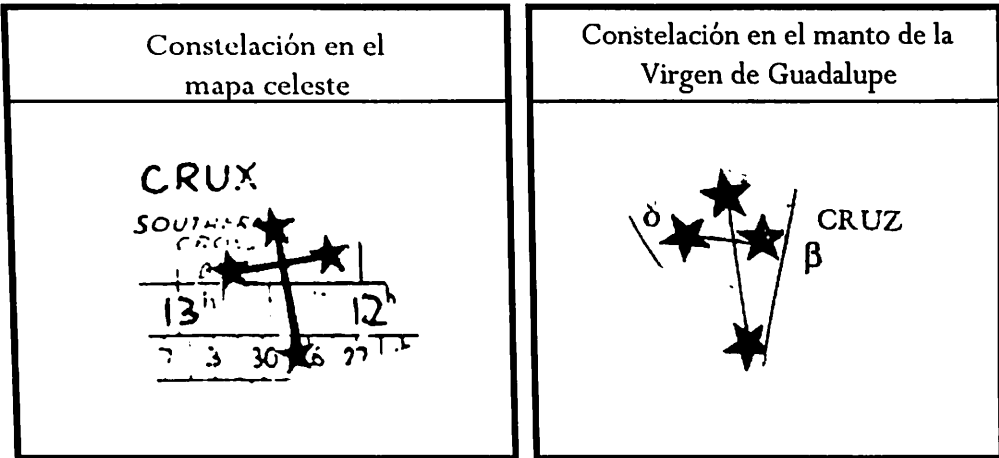 Constelación en el
mapa celeste
CRUX
13h 12h
30
Constelación en el manto de la
Virgen de Guadalupe
δ
CRUZ
β